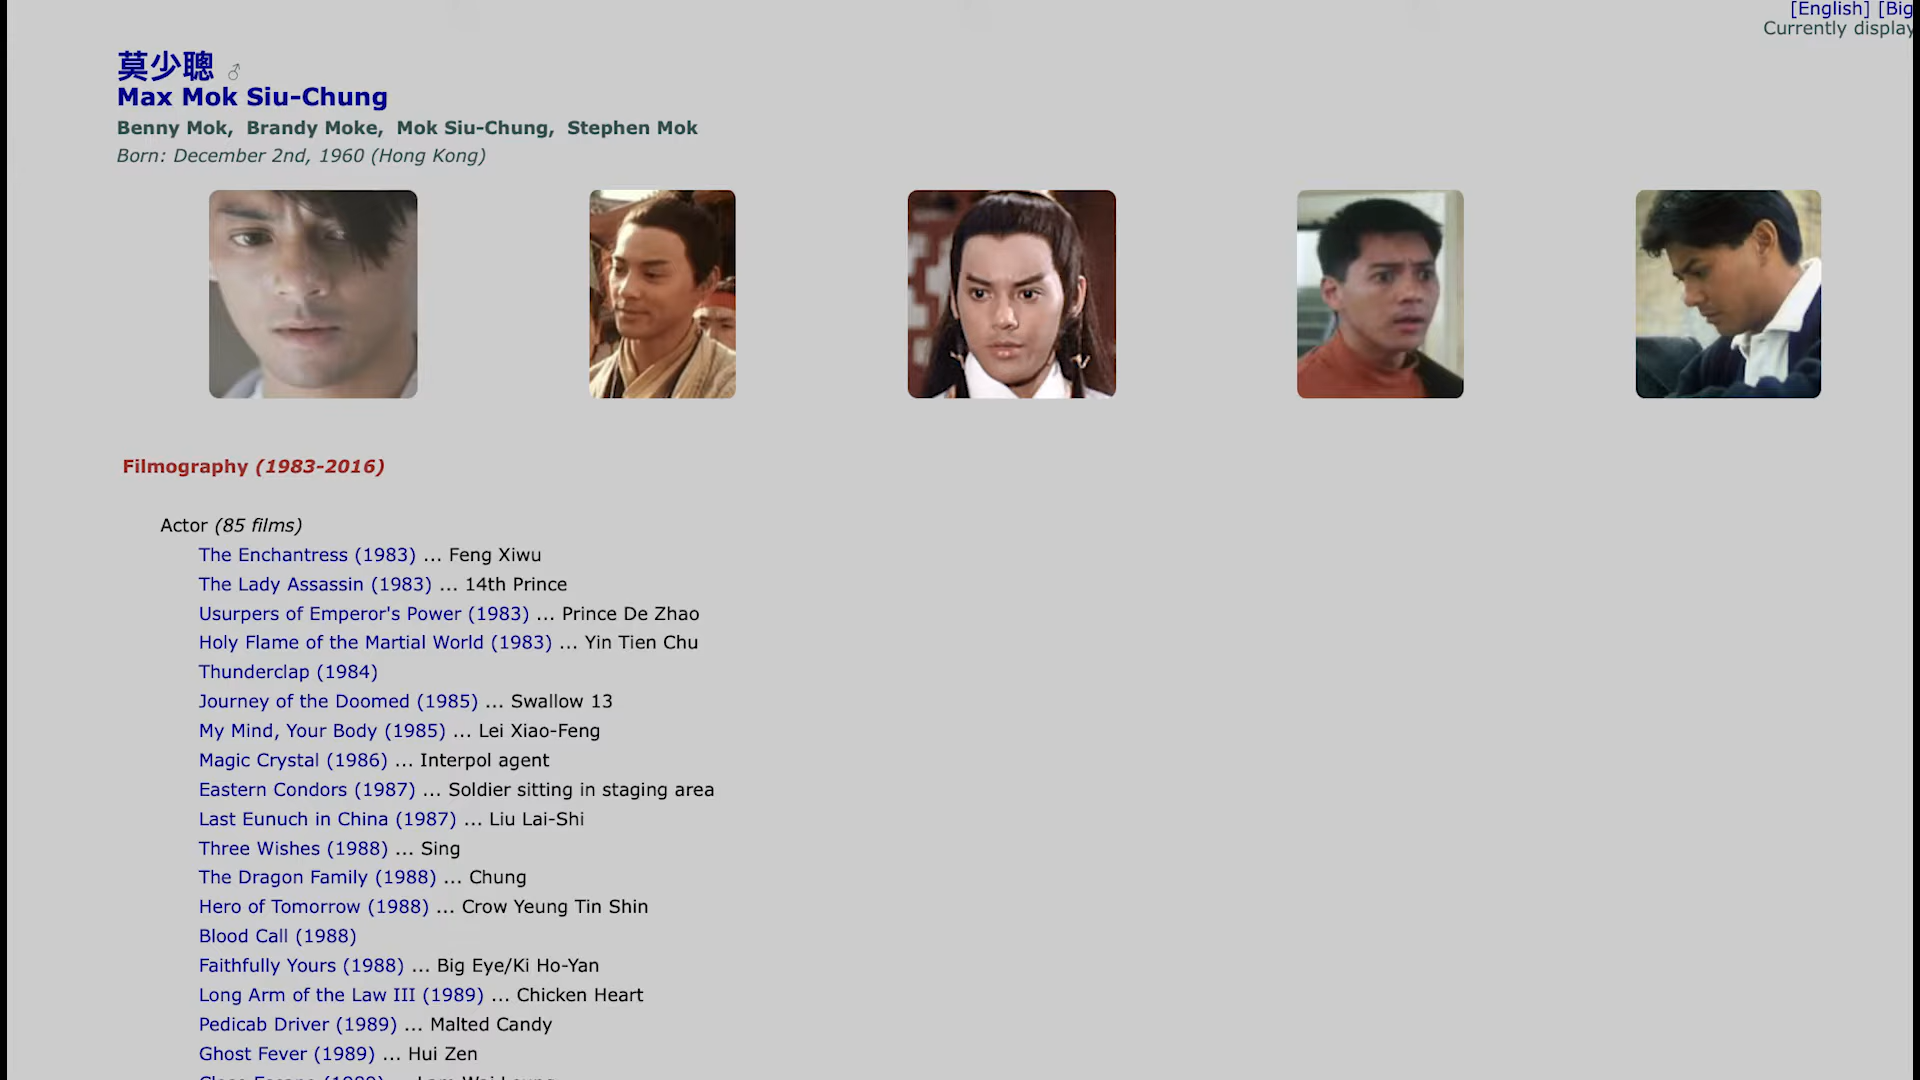 [English] [Big
Currently display
莫少聰 ♂
Max Mok Siu-Chung
Benny Mok, Brandy Moke, Mok Siu-Chung, Stephen Mok
Born: December 2nd, 1960 (Hong Kong)
Filmography (1983-2016)
Actor (85 films)
The Enchantress (1983) ... Feng Xiwu
The Lady Assassin (1983) ... 14th Prince
Usurpers of Emperor's Power (1983) ... Prince De Zhao
Holy Flame of the Martial World (1983) ... Yin Tien Chu
Thunderclap (1984)
Journey of the Doomed (1985) ... Swallow 13
My Mind, Your Body (1985) ... Lei Xiao-Feng
Magic Crystal (1986) ... Interpol agent
Eastern Condors (1987) ... Soldier sitting in staging area
Last Eunuch in China (1987) ... Liu Lai-Shi
Three Wishes (1988) ... Sing
The Dragon Family (1988) ... Chung
Hero of Tomorrow (1988) ... Crow Yeung Tin Shin
Blood Call (1988)
Faithfully Yours (1988) ... Big Eye/Ki Ho-Yan
Long Arm of the Law III (1989) ... Chicken Heart
Pedicab Driver (1989) ... Malted Candy
Ghost Fever (1989) ... Hui Zen